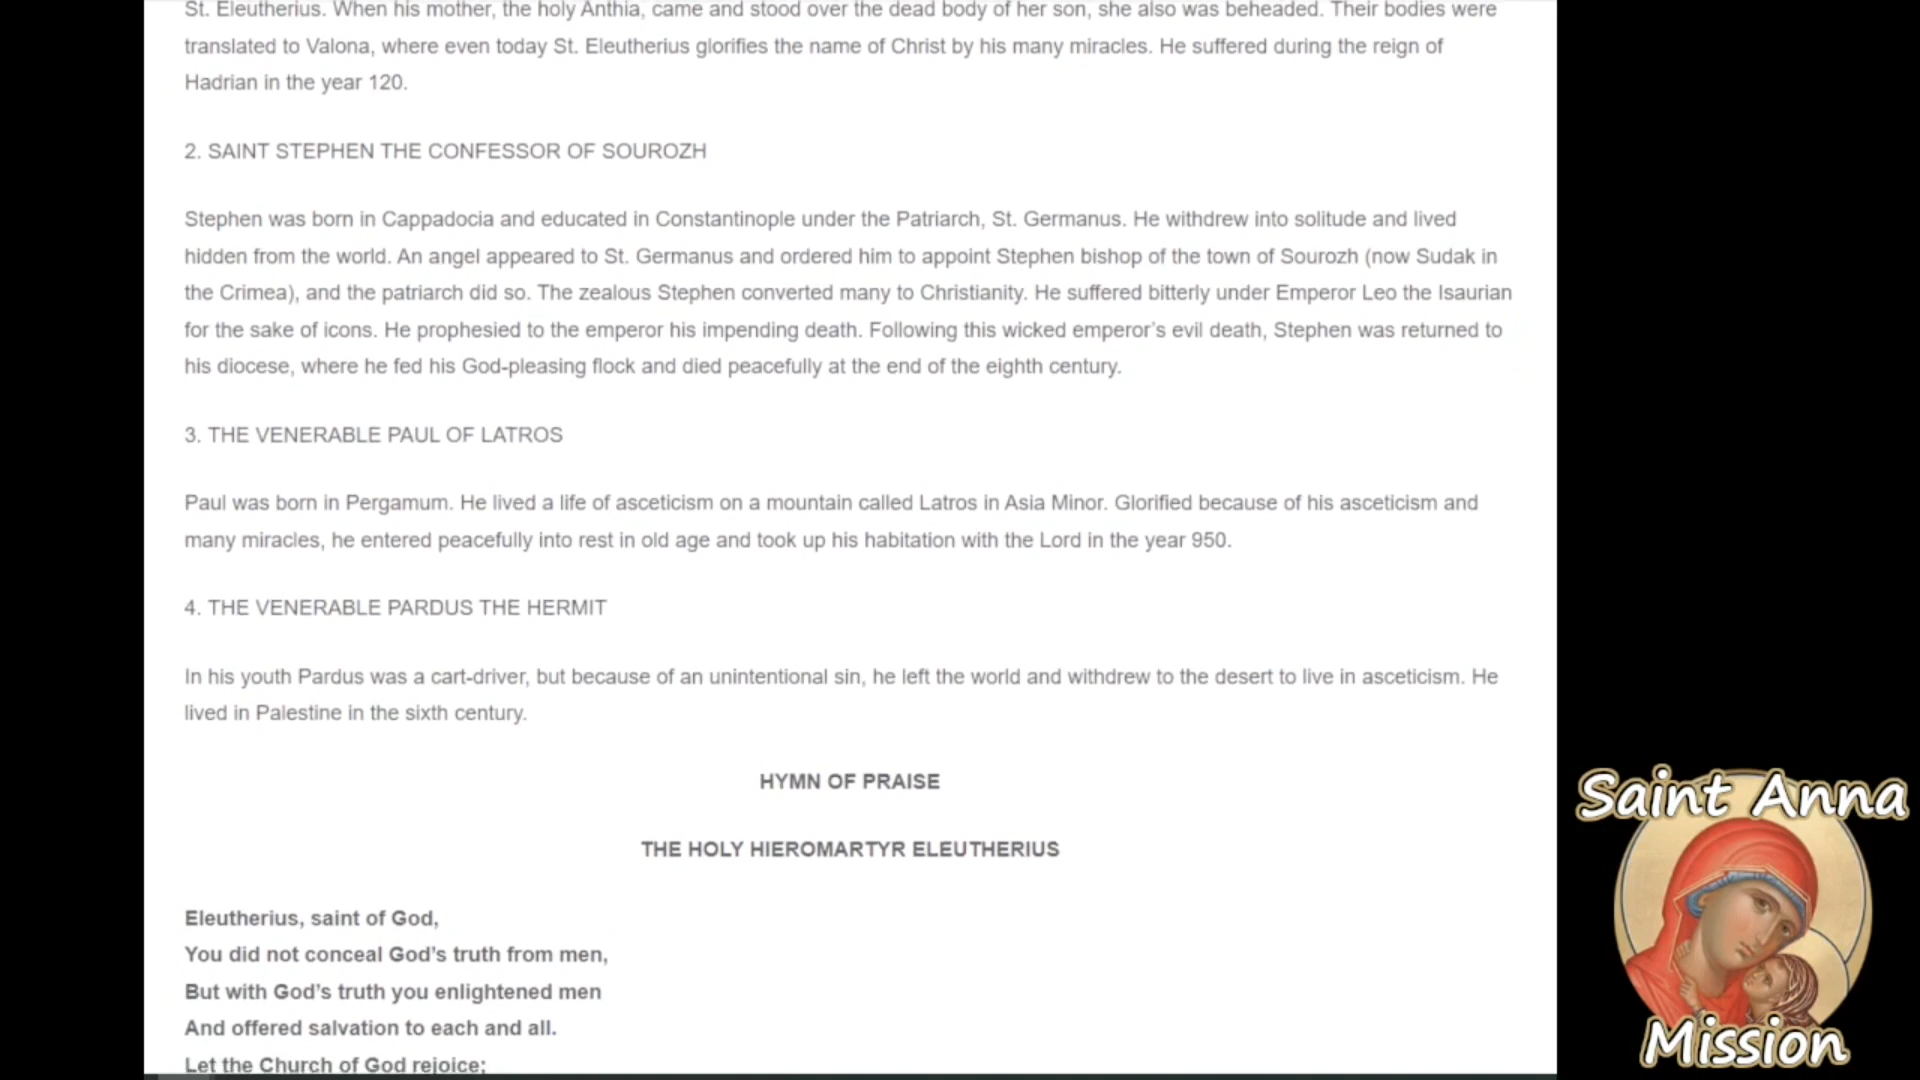 St. Eleutherius. When his mother, the holy Anthia, came and stood over the dead body of her son, she also was beheaded. Their bodies were
translated to Valona, where even today St. Eleutherius glorifies the name of Christ by his many miracles. He suffered during the reign of
Hadrian in the year 120.
2. SAINT STEPHEN THE CONFESSOR OF SOUROZH
Stephen was born in Cappadocia and educated in Constantinople under the Patriarch, St. Germanus. He withdrew into solitude and lived
hidden from the world. An angel appeared to St. Germanus and ordered him to appoint Stephen bishop of the town of Sourozh (now Sudak in
the Crimea), and the patriarch did so. The zealous Stephen converted many to Christianity. He suffered bitterly under Emperor Leo the Isaurian
for the sake of icons. He prophesied to the emperor his impending death. Following this wicked emperor’s evil death, Stephen was returned to
his diocese, where he fed his God-pleasing flock and died peacefully at the end of the eighth century.
3. THE VENERABLE PAUL OF LATROS
Paul was born in Pergamum. He lived a life of asceticism on a mountain called Latros in Asia Minor. Glorified because of his asceticism and
many miracles, he entered peacefully into rest in old age and took up his habitation with the Lord in the year 950.
4. THE VENERABLE PARDUS THE HERMIT
In his youth Pardus was a cart-driver, but because of an unintentional sin, he left the world and withdrew to the desert to live in asceticism. He
lived in Palestine in the sixth century.
HYMN OF PRAISE
THE HOLY HIEROMARTYR ELEUTHERIUS
Eleutherius, saint of God,
You did not conceal God’s truth from men,
But with God’s truth you enlightened men
And offered salvation to each and all.
Let the Church of God rejoice;
Saint Anna
Mission